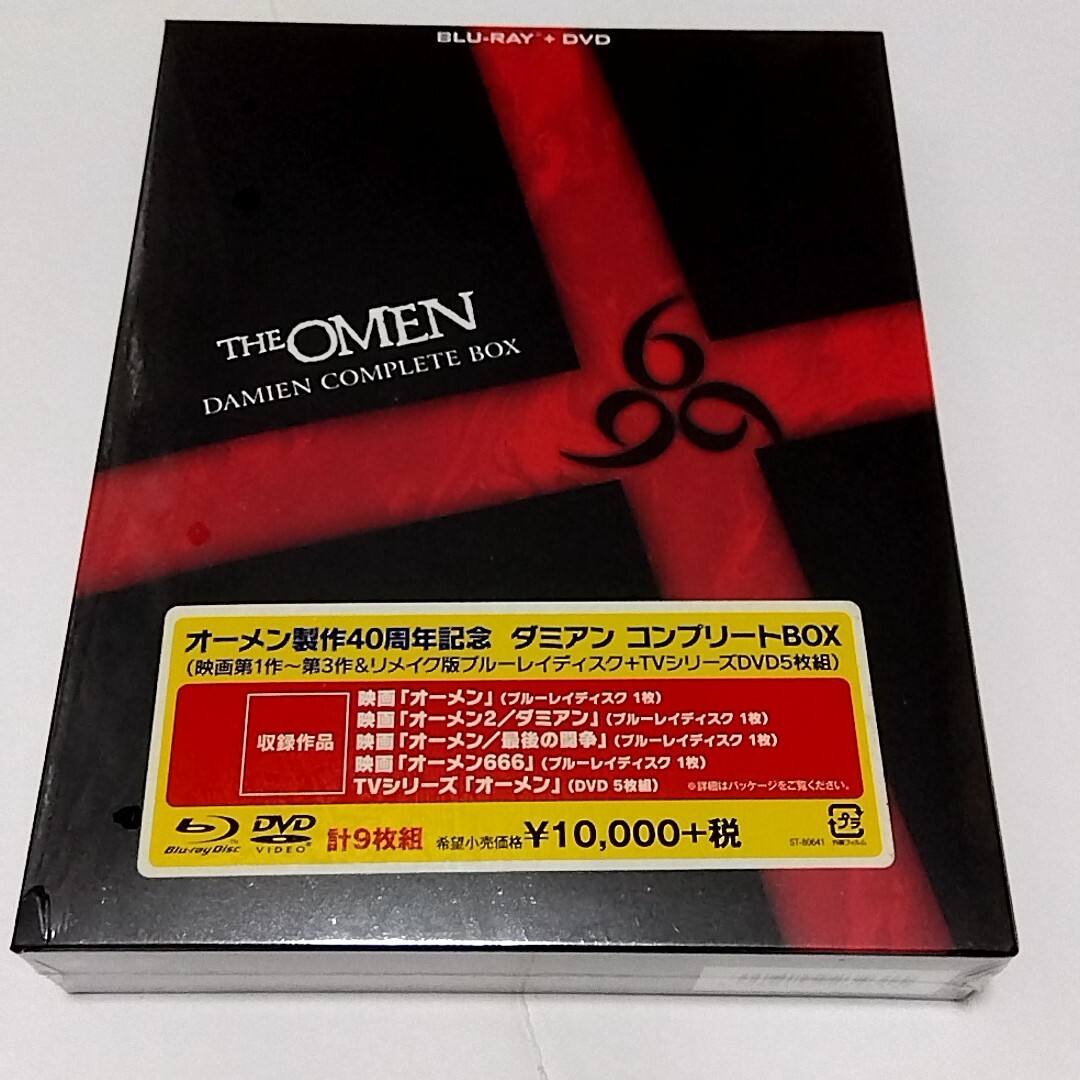 BLU-RAY™ + DVD
THE OMEN
DAMIEN COMPLETE BOX
666
オーメン製作40周年記念 ダミアン コンプリートBOX
(映画第1作〜第3作&リメイク版ブルーレイディスク+TVシリーズDVD5枚組)
収録作品
映画「オーメン」(ブルーレイディスク 1枚)
映画「オーメン2/ダミアン」(ブルーレイディスク 1枚)
映画「オーメン/最後の闘争」(ブルーレイディスク 1枚)
映画「オーメン666」(ブルーレイディスク 1枚)
TVシリーズ「オーメン」(DVD 5枚組)
※詳細はパッケージをご覧ください。
Blu-ray Disc™
DVD VIDEO®
計9枚組
希望小売価格 ¥10,000+税
ST-80641
プラ
外装フィルム